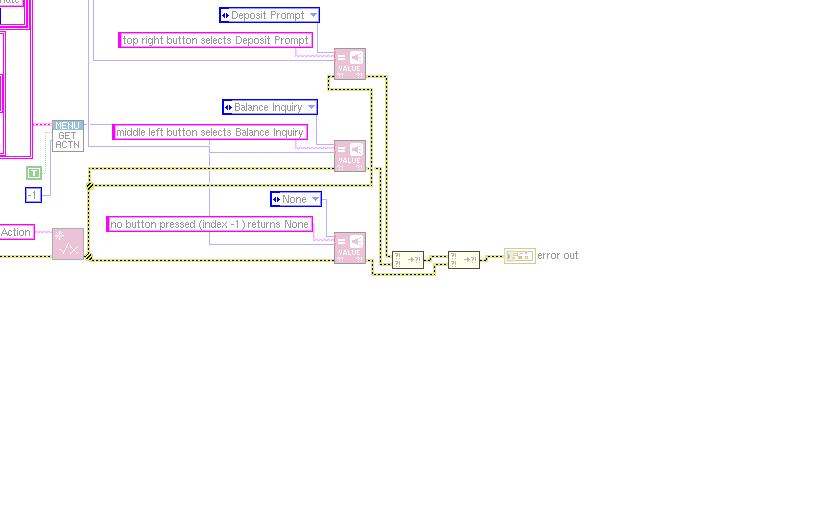 Deposit Prompt
top right button selects Deposit Prompt
= VALUE
?! ?!
Balance Inquiry
middle left button selects Balance Inquiry
MENU
GET
ACTN
= VALUE
?! ?!
T
-1
None
no button pressed (index -1) returns None
Action
* √X
= VALUE
?! ?!
?! ?! →?!
?! ?! →?!
error out